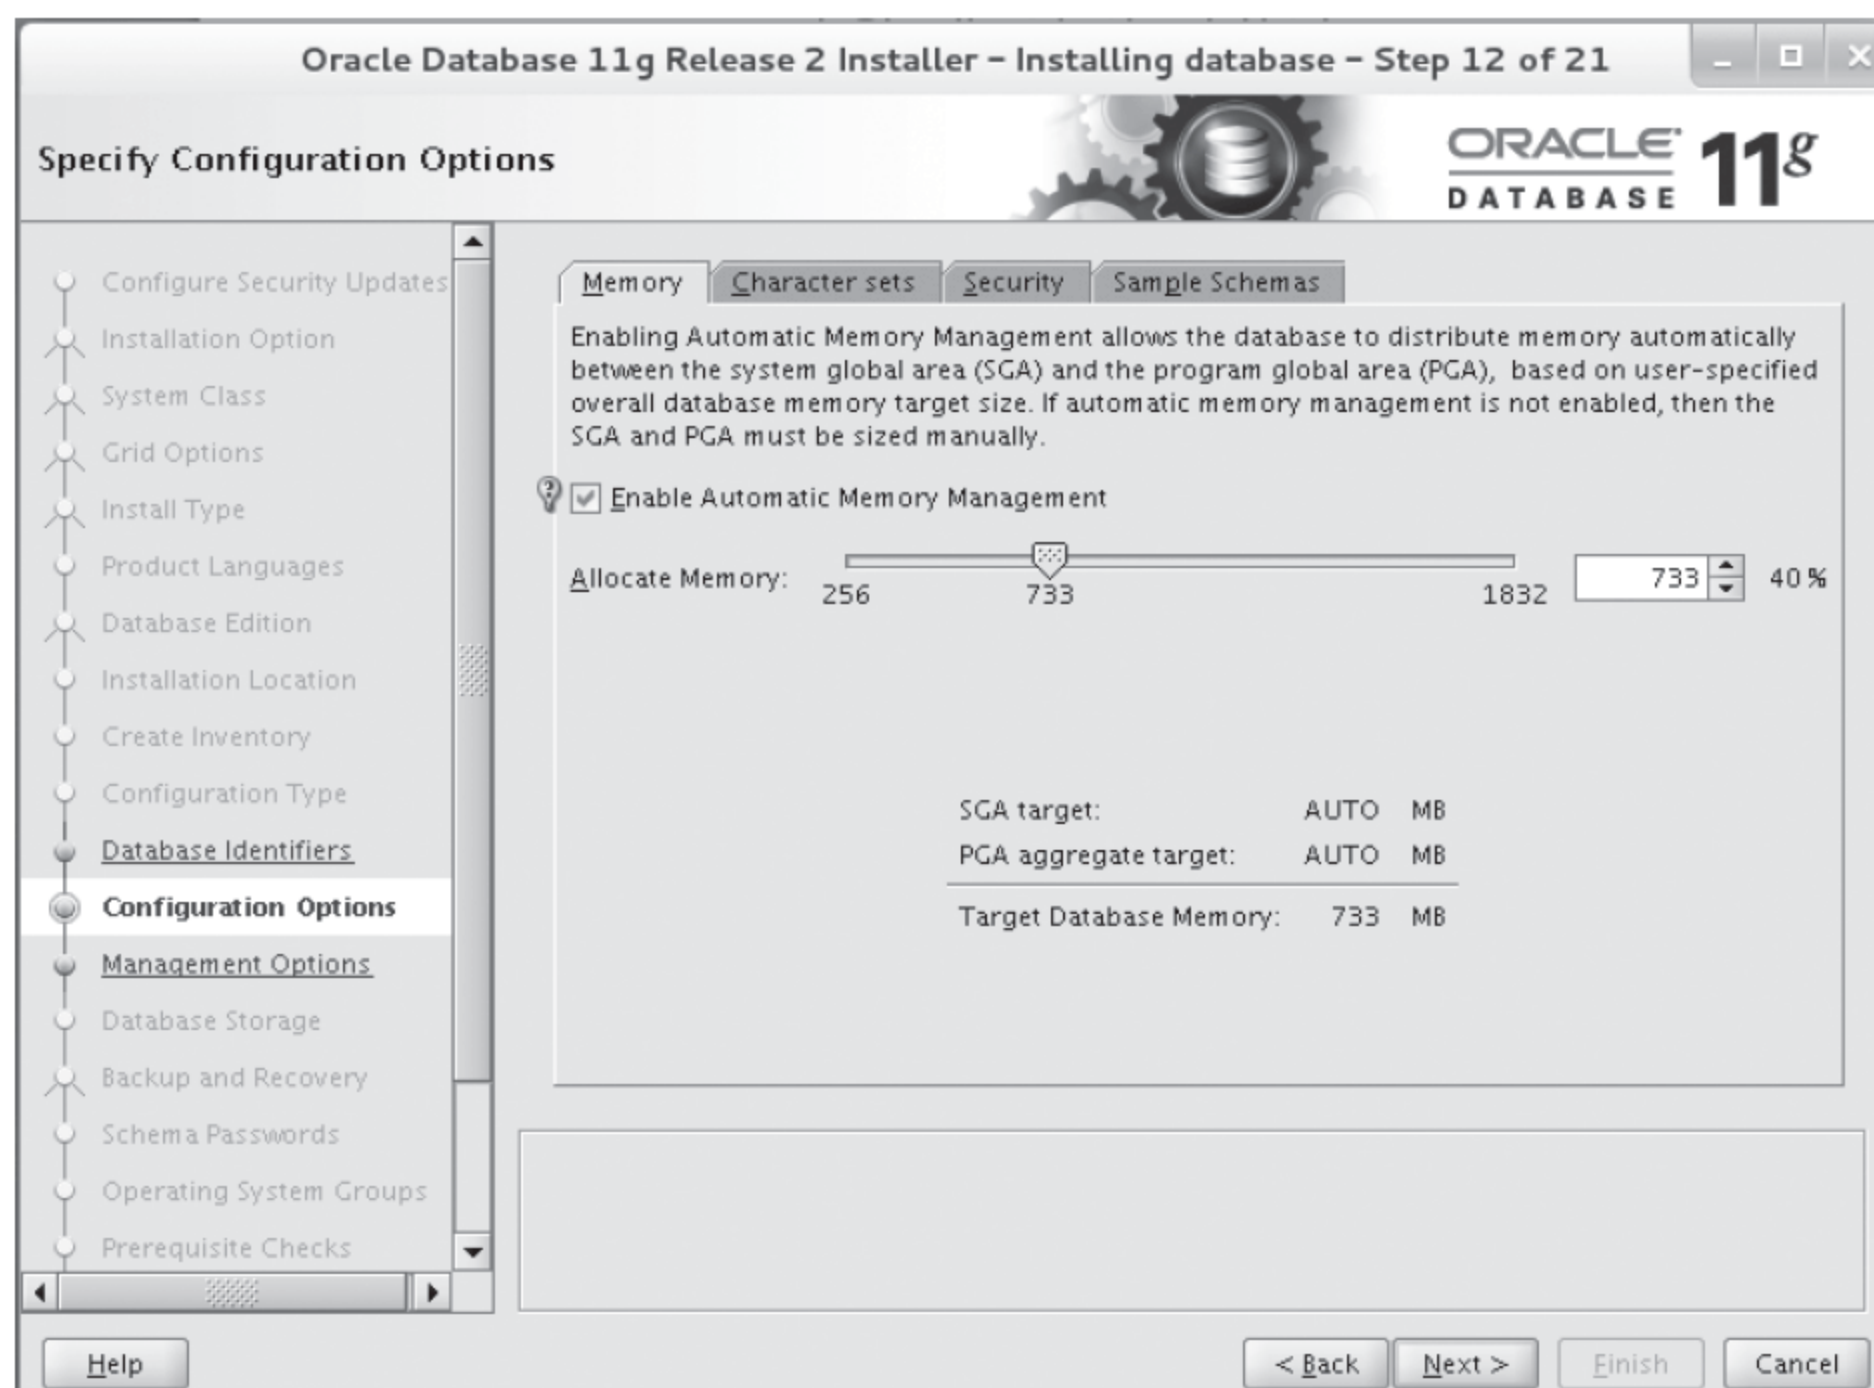 Oracle Database 11g Release 2 Installer – Installing database – Step 12 of 21
Specify Configuration Options
ORACLE
DATABASE
11g
Configure Security Updates
Installation Option
System Class
Grid Options
Install Type
Product Languages
Database Edition
Installation Location
Create Inventory
Configuration Type
Database Identifiers
Configuration Options
Management Options
Database Storage
Backup and Recovery
Schema Passwords
Operating System Groups
Prerequisite Checks
Memory Character sets Security Sample Schemas
Enabling Automatic Memory Management allows the database to distribute memory automatically
between the system global area (SGA) and the program global area (PGA), based on user-specified
overall database memory target size. If automatic memory management is not enabled, then the
SGA and PGA must be sized manually.
Enable Automatic Memory Management
Allocate Memory: 733 40 %
256 733 1832
SGA target: AUTO MB
PGA aggregate target: AUTO MB
Target Database Memory: 733 MB
Help < Back Next > Finish Cancel